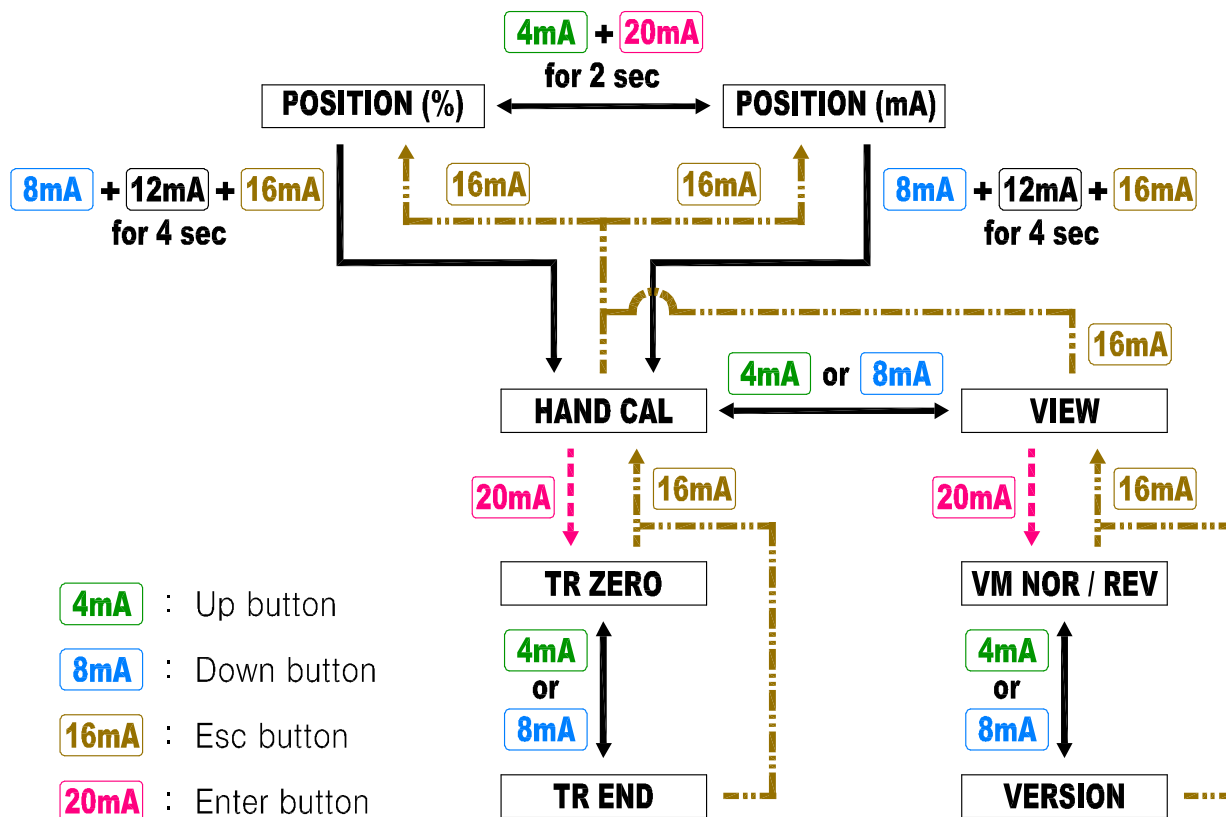 4mA + 20mA
for 2 sec
POSITION (%)
POSITION (mA)
8mA + 12mA + 16mA
for 4 sec
16mA
16mA
8mA + 12mA + 16mA
for 4 sec
16mA
4mA or 8mA
HAND CAL
VIEW
20mA
16mA
20mA
16mA
TR ZERO
VM NOR / REV
4mA
or
8mA
4mA
or
8mA
TR END
VERSION
4mA : Up button
8mA : Down button
16mA : Esc button
20mA : Enter button